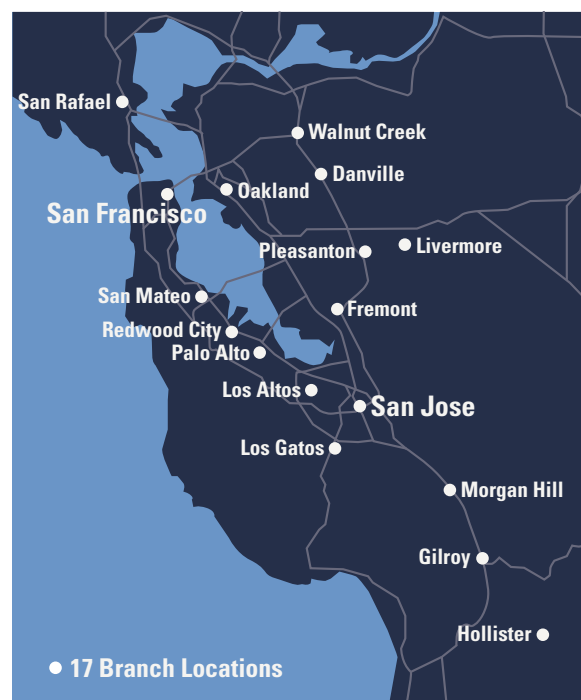 San Rafael
Walnut Creek
Danville
Oakland
San Francisco
Livermore
Pleasanton
San Mateo
Fremont
Redwood City
Palo Alto
Los Altos
San Jose
Los Gatos
Morgan Hill
Gilroy
Hollister
17 Branch Locations